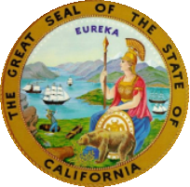 THE GREAT SEAL OF THE STATE OF
CALIFORNIA
EUREKA